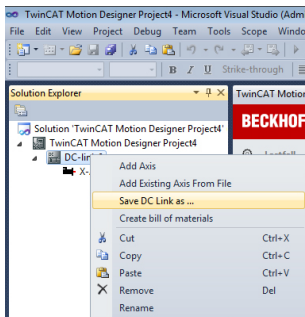 TwinCAT Motion Designer Project4 - Microsoft Visual Studio (Adm
File Edit View Project Debug Team Tools Scope Windo
B I U Strike-through
Solution Explorer
TwinCAT Motion
Solution 'TwinCAT Motion Designer Project4'
BECKHOF
TwinCAT Motion Designer Project4
DC-lin
X-
Add Axis
Add Existing Axis From File
Save DC Link as ...
Create bill of materials
Cut Ctrl+X
Copy Ctrl+C
Paste Ctrl+V
Remove Del
Rename